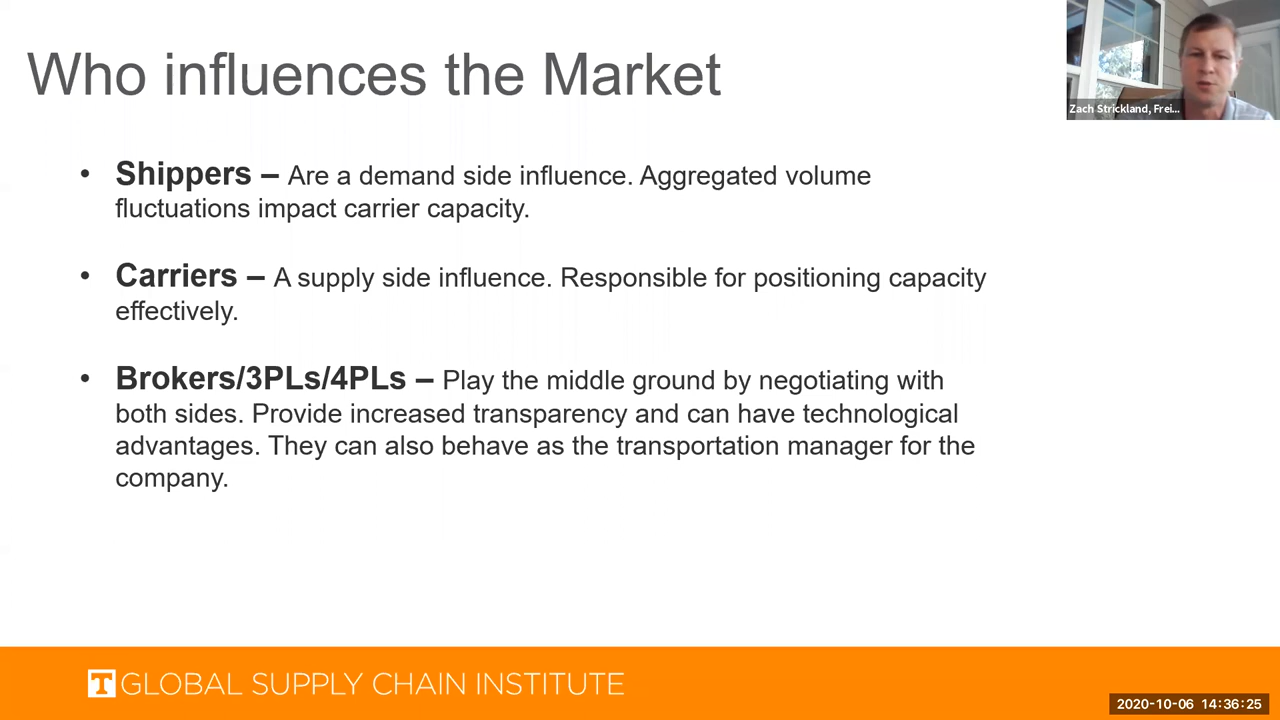 Who influences the Market
Zach Strickland, Frei...
• Shippers – Are a demand side influence. Aggregated volume
fluctuations impact carrier capacity.
• Carriers – A supply side influence. Responsible for positioning capacity
effectively.
• Brokers/3PLs/4PLs – Play the middle ground by negotiating with
both sides. Provide increased transparency and can have technological
advantages. They can also behave as the transportation manager for the
company.
T GLOBAL SUPPLY CHAIN INSTITUTE
2020-10-06 14:36:25